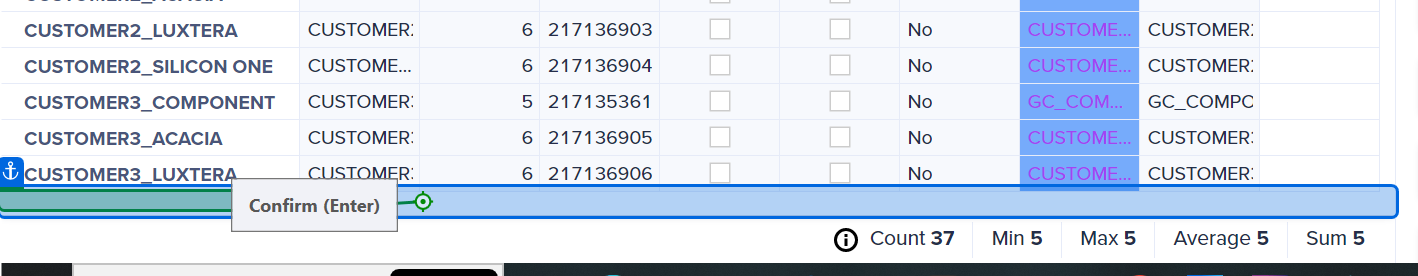 CUSTOMER2_LUXTERA CUSTOMER2 6 217136903 No CUSTOME... CUSTOMER2
CUSTOMER2_SILICON ONE CUSTOME... 6 217136904 No CUSTOME... CUSTOMER2
CUSTOMER3_COMPONENT CUSTOMER3 5 217135361 No GC_COM... GC_COMPO
CUSTOMER3_ACACIA CUSTOMER3 6 217136905 No CUSTOME... CUSTOMER3
CUSTOMER3_LUXTERA CUSTOMER3 6 217136906 No CUSTOME... CUSTOMER3
Confirm (Enter)
Count 37 Min 5 Max 5 Average 5 Sum 5